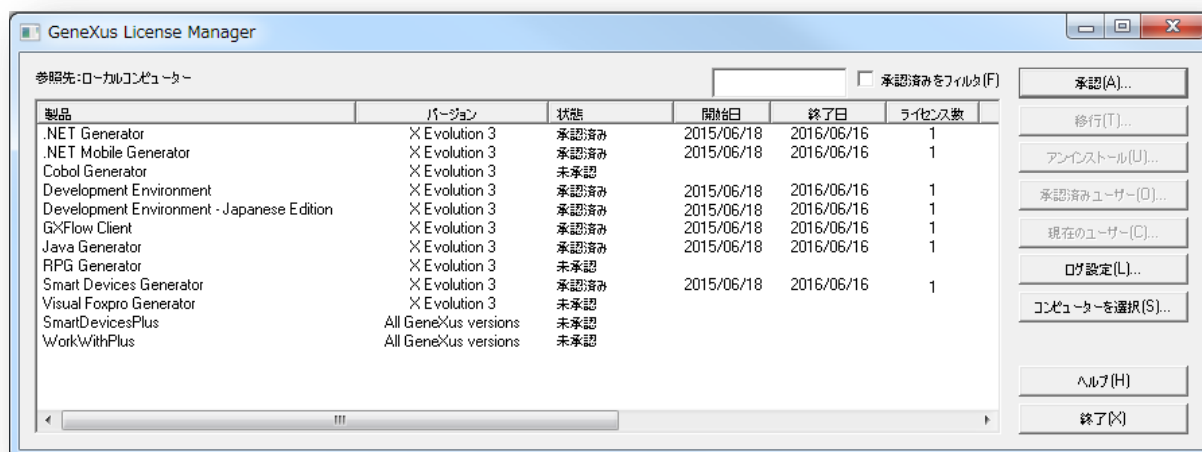 GeneXus License Manager
参照先:ローカルコンピューター
承認済みをフィルタ(F)
製品 バージョン 状態 開始日 終了日 ライセンス数
.NET Generator X Evolution 3 承認済み 2015/06/18 2016/06/16 1
.NET Mobile Generator X Evolution 3 承認済み 2015/06/18 2016/06/16 1
Cobol Generator X Evolution 3 未承認
Development Environment X Evolution 3 承認済み 2015/06/18 2016/06/16 1
Development Environment - Japanese Edition X Evolution 3 承認済み 2015/06/18 2016/06/16 1
GXFlow Client X Evolution 3 承認済み 2015/06/18 2016/06/16 1
Java Generator X Evolution 3 承認済み 2015/06/18 2016/06/16 1
RPG Generator X Evolution 3 未承認
Smart Devices Generator X Evolution 3 承認済み 2015/06/18 2016/06/16 1
Visual Foxpro Generator X Evolution 3 未承認
SmartDevicesPlus All GeneXus versions 未承認
WorkWithPlus All GeneXus versions 未承認
承認(A)...
移行(T)...
アンインストール(U)...
承認済みユーザー(O)...
現在のユーザー(C)...
ログ設定(L)...
コンピューターを選択(S)...
ヘルプ(H)
終了(X)